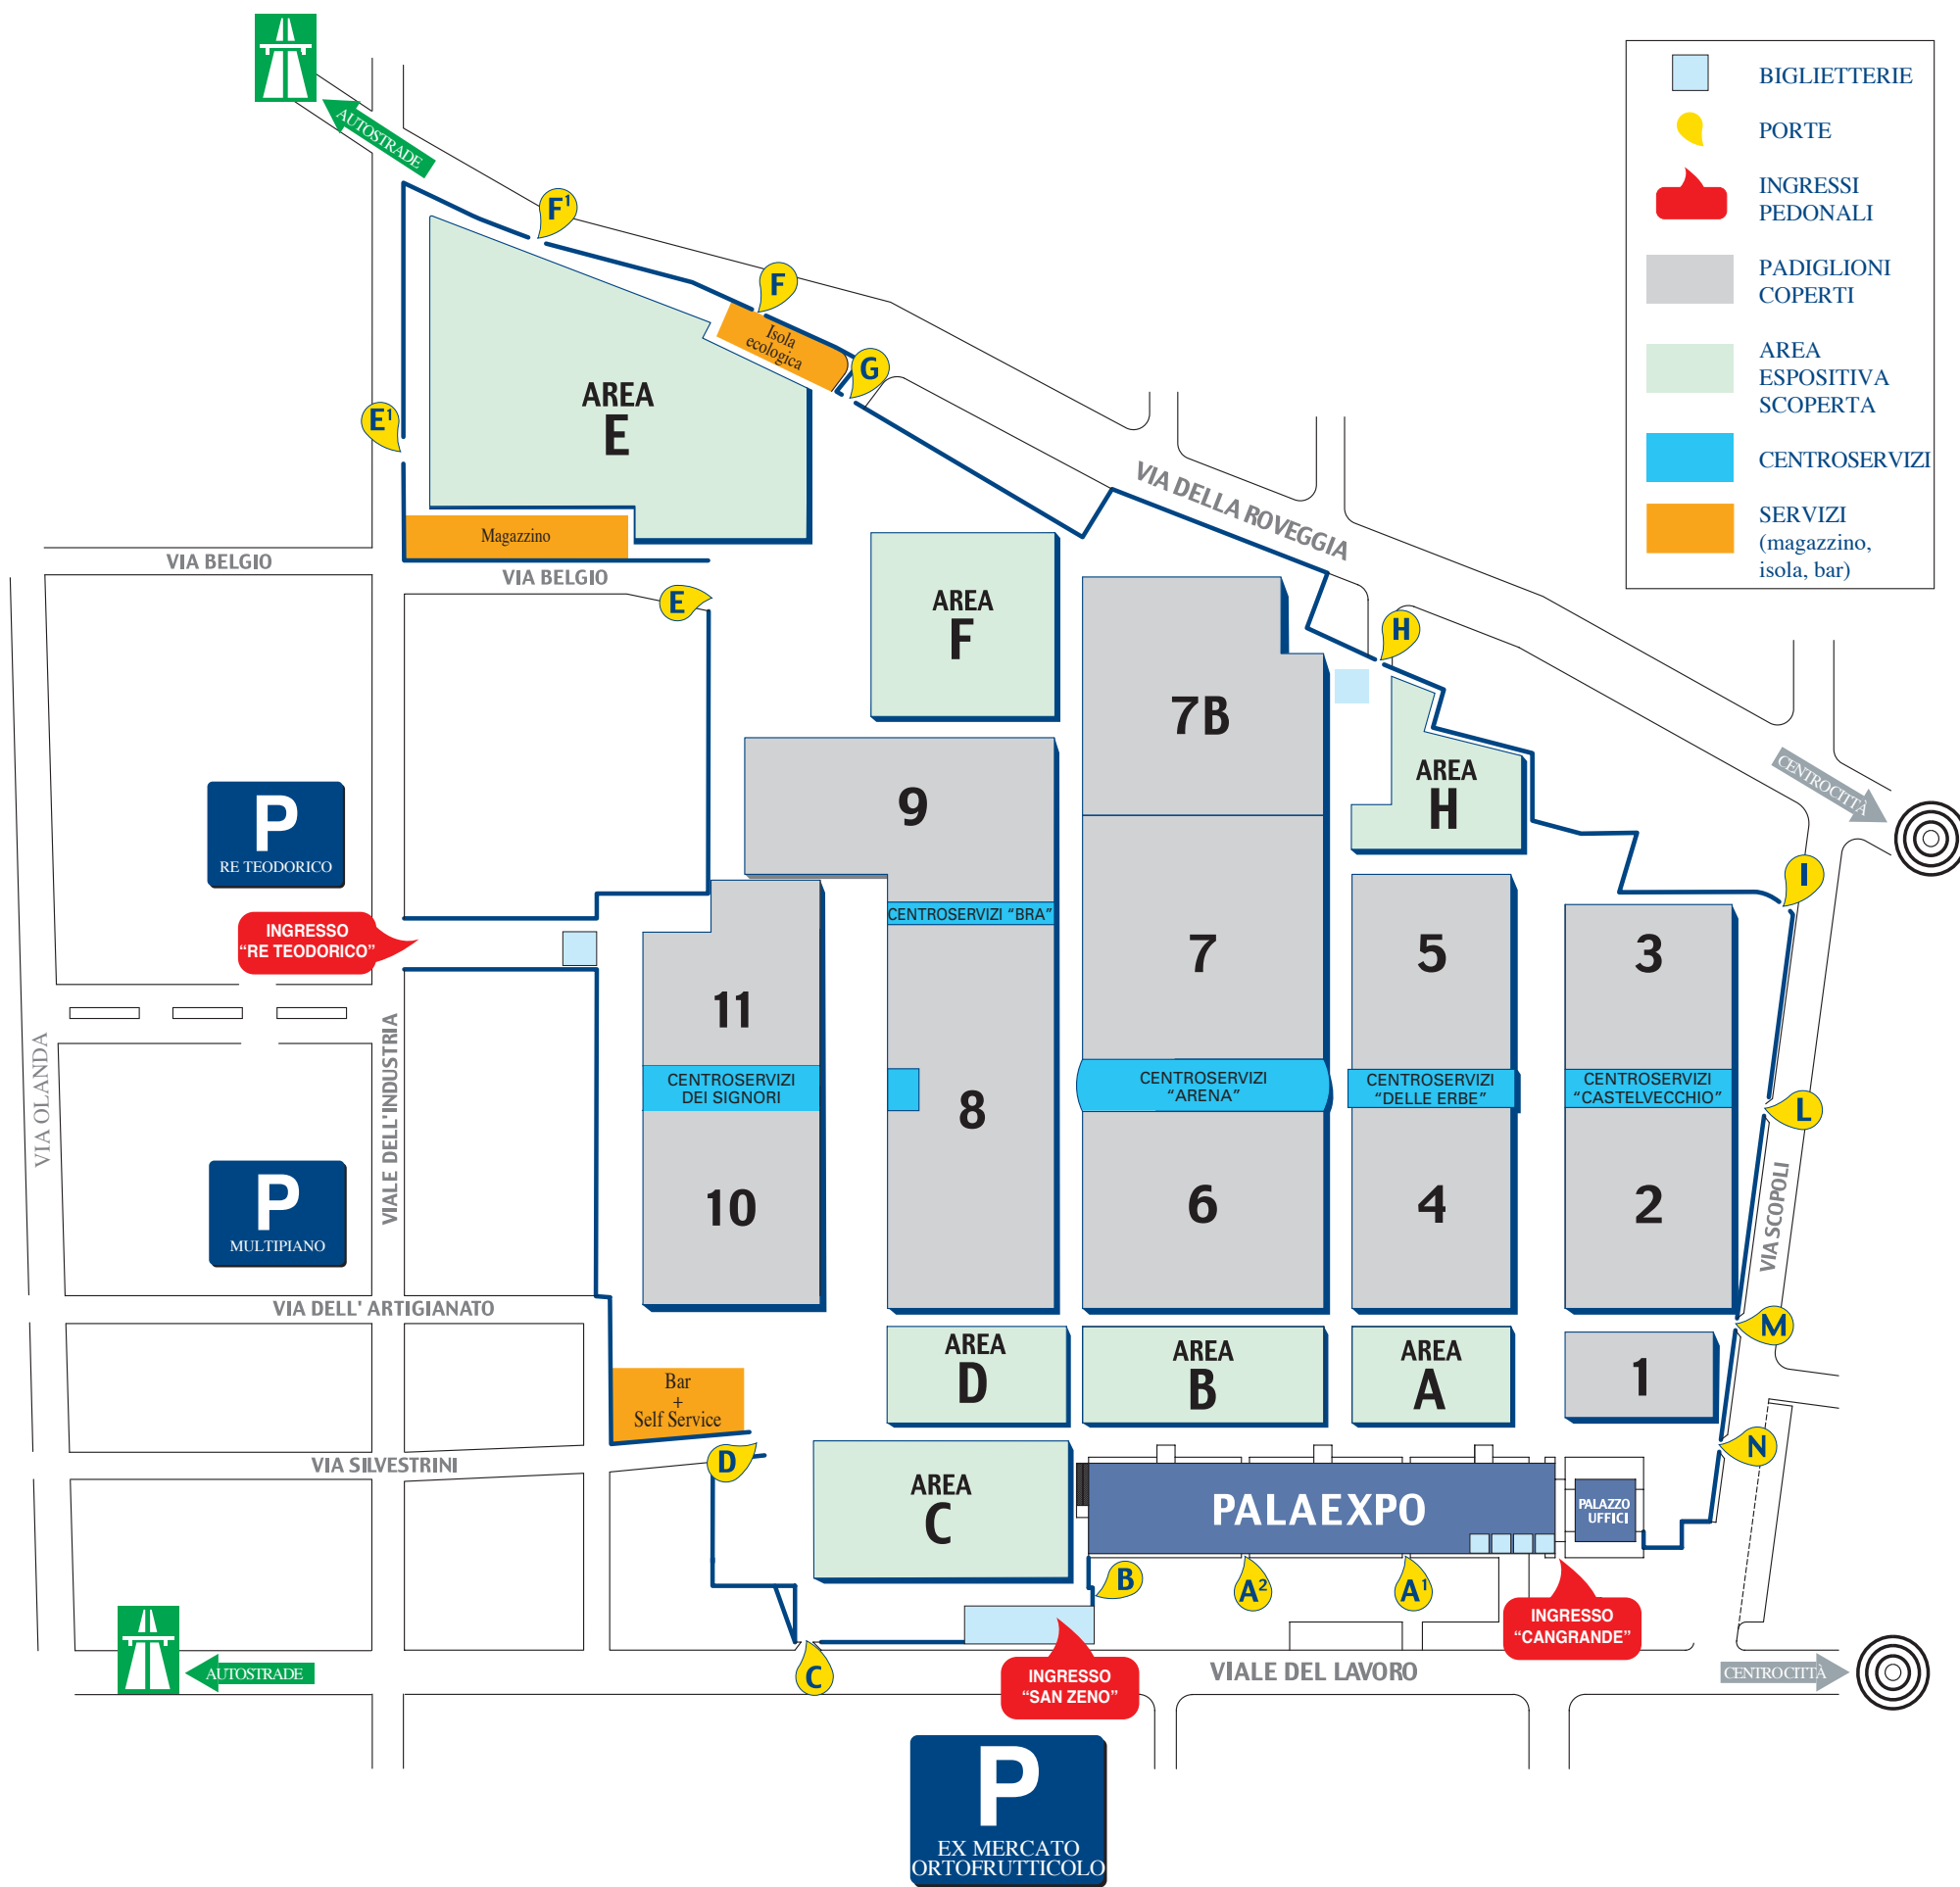 BIGLIETTERIE
PORTE
INGRESSI
PEDONALI
PADIGLIONI
COPERTI
AREA
ESPOSITIVA
SCOPERTA
CENTROSERVIZI
SERVIZI
(magazzino,
isola, bar)
AUTOSTRADE
F¹
F
Isola
ecologica
G
AREA
E
E¹
VIA DELLA ROVEGGIA
Magazzino
VIA BELGIO
VIA BELGIO
E
AREA
F
H
7B
AREA
H
CENTROCITTÀ
9
P
RE TEODORICO
I
INGRESSO
“RE TEODORICO”
CENTROSERVIZI “BRA”
7
5
3
11
VIA OLANDA
VIALE DELL'INDUSTRIA
CENTROSERVIZI
DEI SIGNORI
8
CENTROSERVIZI
“ARENA”
CENTROSERVIZI
“DELLE ERBE”
CENTROSERVIZI
“CASTELVECCHIO”
L
P
MULTIPIANO
10
6
4
2
VIA SCOPOLI
VIA DELL' ARTIGIANATO
M
AREA
D
AREA
B
AREA
A
1
Bar
+
Self Service
N
VIA SILVESTRINI
D
AREA
C
PALAEXPO
PALAZZO
UFFICI
B
A²
A¹
INGRESSO
“CANGRANDE”
C
INGRESSO
“SAN ZENO”
VIALE DEL LAVORO
AUTOSTRADE
CENTROCITTÀ
P
EX MERCATO
ORTOFRUTTICOLO